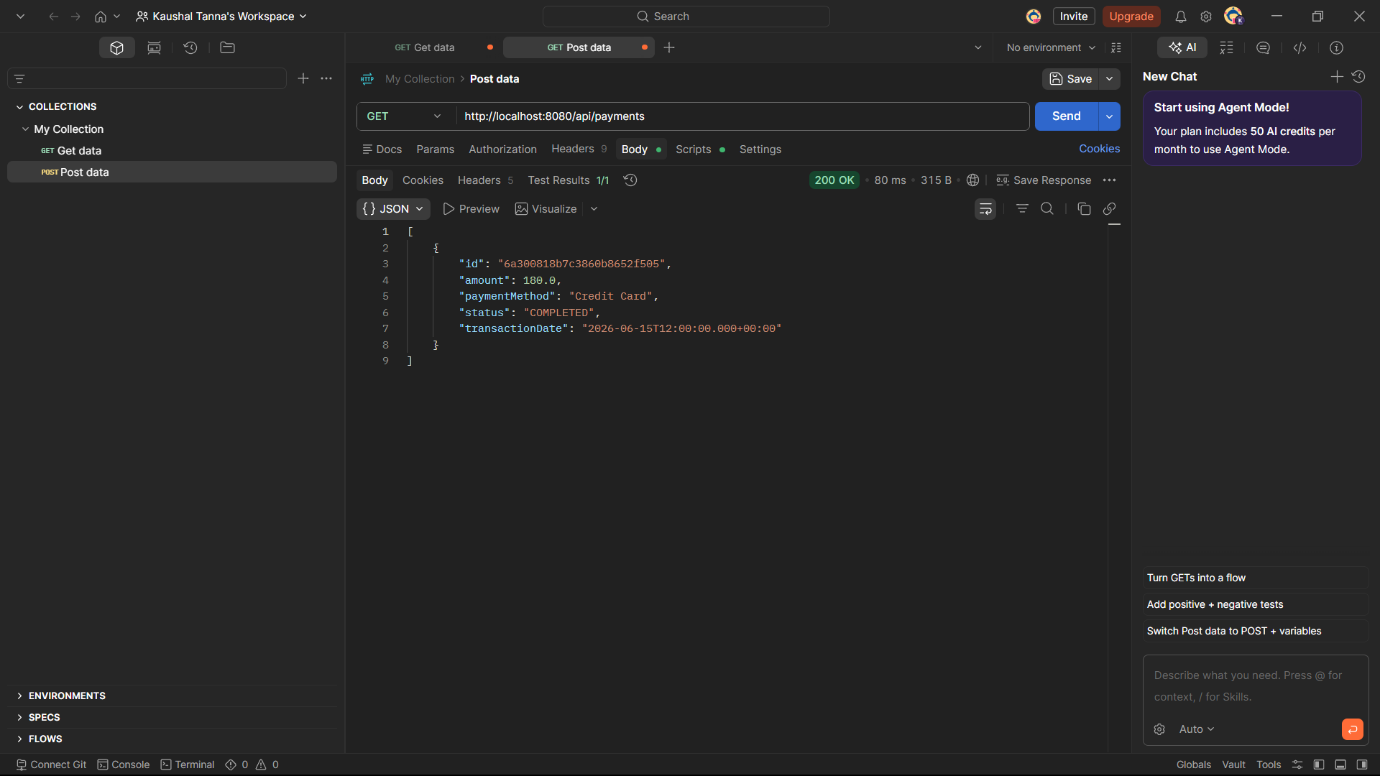 Kaushal Tanna's Workspace
Search
Invite
Upgrade
GET Get data
GET Post data
No environment
AI
My Collection > Post data
Save
New Chat
COLLECTIONS
My Collection
GET Get data
POST Post data
GET
http://localhost:8080/api/payments
Send
Start using Agent Mode!
Your plan includes 50 AI credits per
month to use Agent Mode.
Docs
Params
Authorization
Headers 9
Body
Scripts
Settings
Cookies
Body
Cookies
Headers 5
Test Results 1/1
200 OK
80 ms
315 B
e.g.
Save Response
{ } JSON
Preview
Visualize
1 [
2 {
3 "id": "6a300818b7c3860b8652f505",
4 "amount": 180.0,
5 "paymentMethod": "Credit Card",
6 "status": "COMPLETED",
7 "transactionDate": "2026-06-15T12:00:00.000+00:00"
8 }
9 ]
Turn GETs into a flow
Add positive + negative tests
Switch Post data to POST + variables
Describe what you need. Press @ for
context, / for Skills.
Auto
ENVIRONMENTS
SPECS
FLOWS
Connect Git
Console
Terminal
0
0
Globals
Vault
Tools